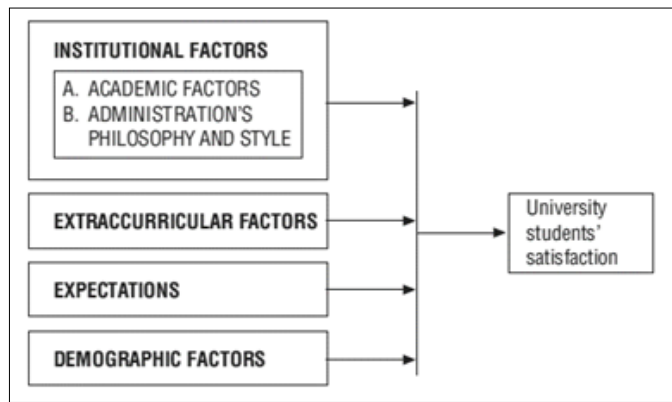 INSTITUTIONAL FACTORS
A. ACADEMIC FACTORS
B. ADMINISTRATION'S
PHILOSOPHY AND STYLE
EXTRACCURRICULAR FACTORS
EXPECTATIONS
DEMOGRAPHIC FACTORS
University
students'
satisfaction